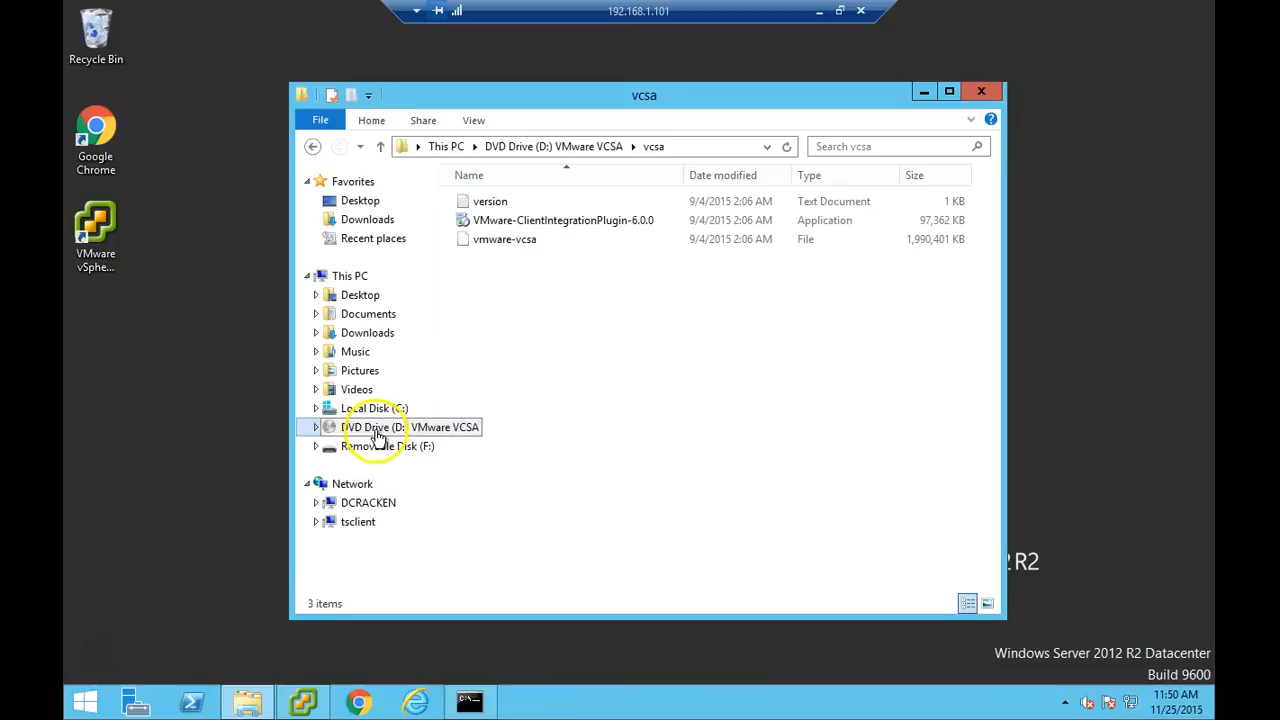 192.168.1.101
Recycle Bin
Google
Chrome
VMware
vSphe...
vcsa
File
Home
Share
View
This PC
DVD Drive (D:) VMware VCSA
vcsa
Search vcsa
Name
Date modified
Type
Size
version
9/4/2015 2:06 AM
Text Document
1 KB
VMware-ClientIntegrationPlugin-6.0.0
9/4/2015 2:06 AM
Application
97,362 KB
vmware-vcsa
9/4/2015 2:06 AM
File
1,990,401 KB
Favorites
Desktop
Downloads
Recent places
This PC
Desktop
Documents
Downloads
Music
Pictures
Videos
Local Disk (C:)
DVD Drive (D:) VMware VCSA
Removable Disk (F:)
Network
DCRACKEN
tsclient
3 items
R2
Windows Server 2012 R2 Datacenter
Build 9600
11:50 AM
11/25/2015